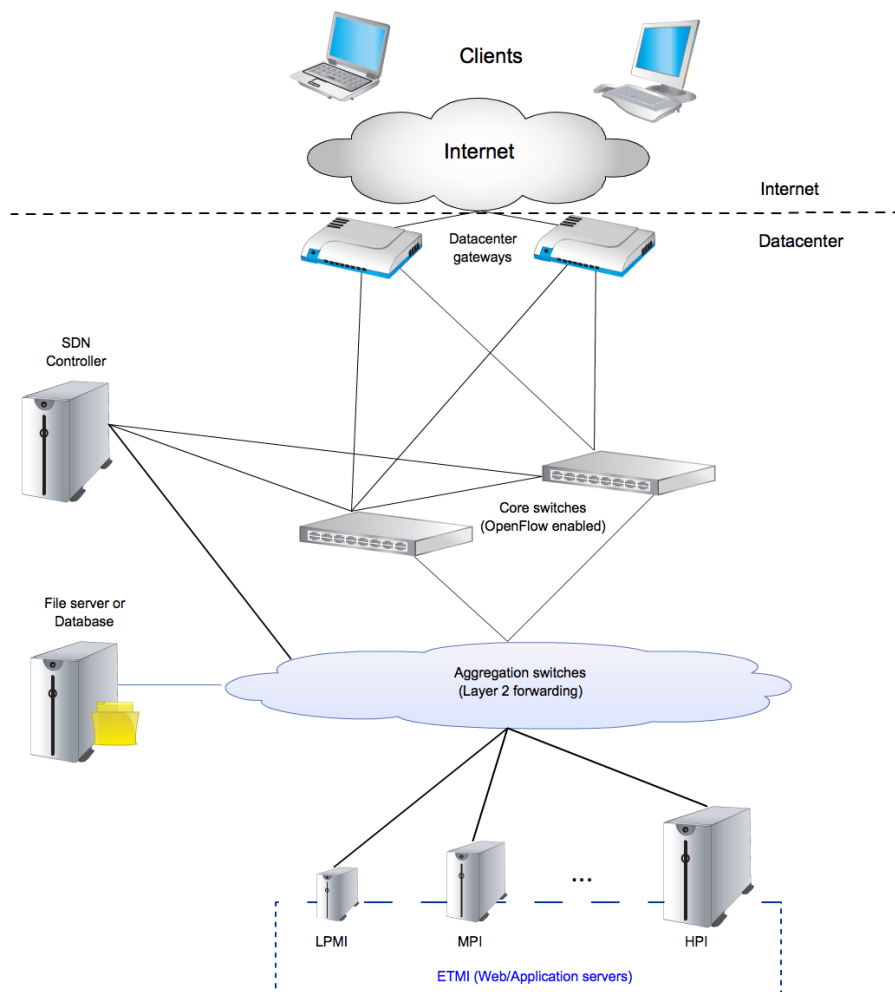 Clients
Internet
Internet
Datacenter
gateways
Datacenter
SDN
Controller
Core switches
(OpenFlow enabled)
File server or
Database
Aggregation switches
(Layer 2 forwarding)
...
LPMI
MPI
HPI
ETMI (Web/Application servers)